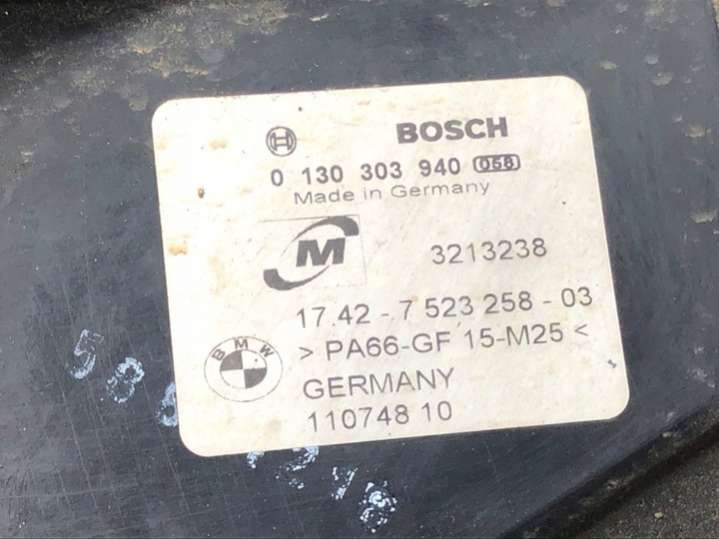 BOSCH
0 130 303 940 058
Made in Germany
M
3213238
17.42 - 7 523 258 - 03
BMW
> PA66-GF 15-M25 <
GERMANY
110748 10